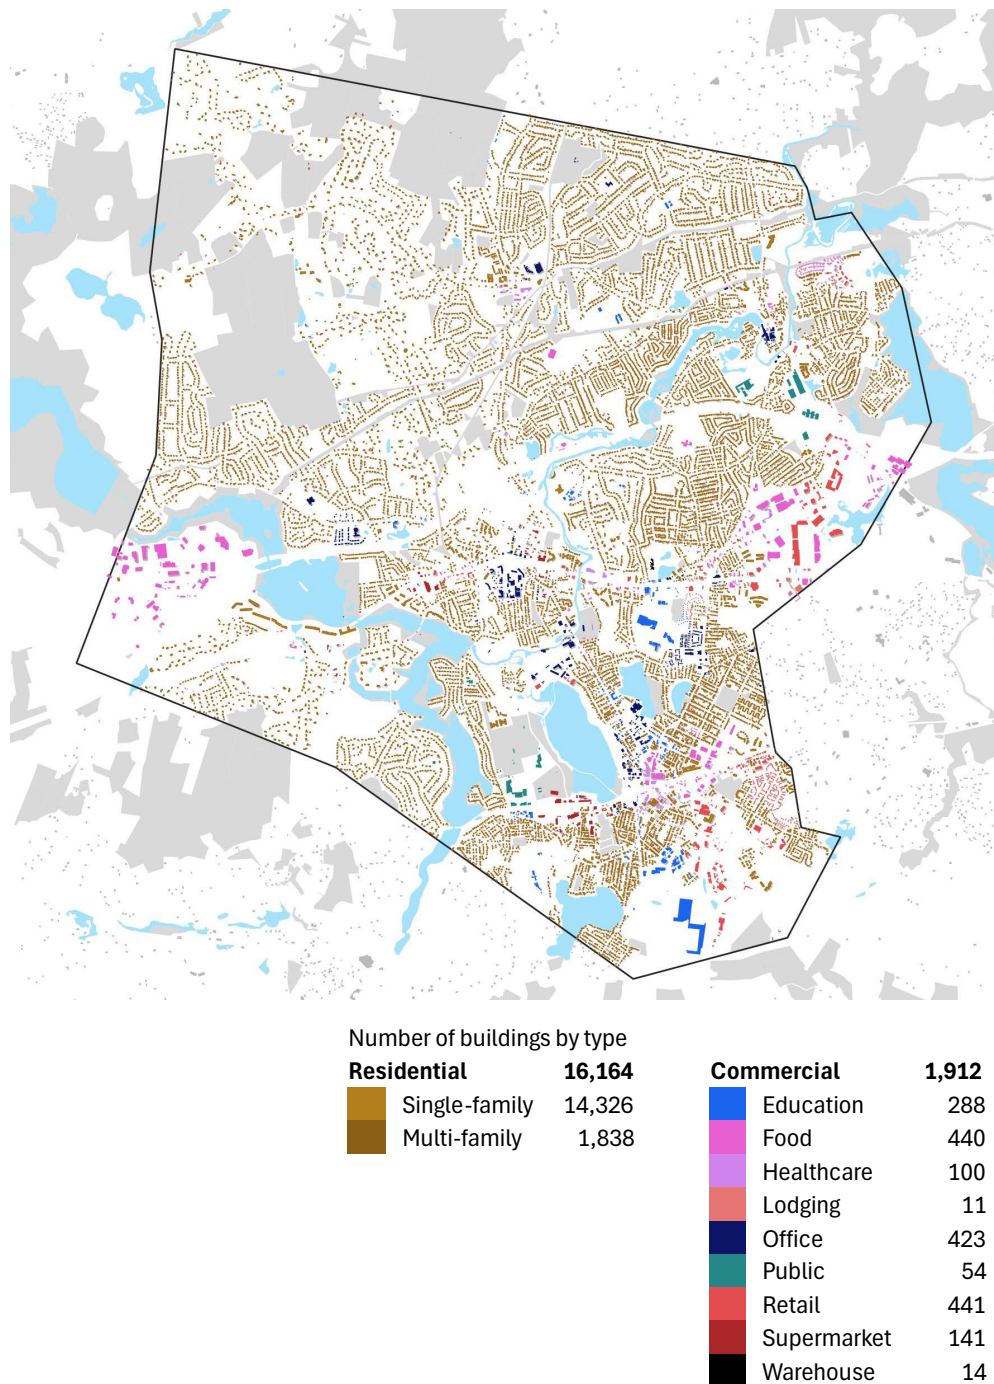 Number of buildings by type
Residential 16,164
Single-family 14,326
Multi-family 1,838
Commercial 1,912
Education 288
Food 440
Healthcare 100
Lodging 11
Office 423
Public 54
Retail 441
Supermarket 141
Warehouse 14